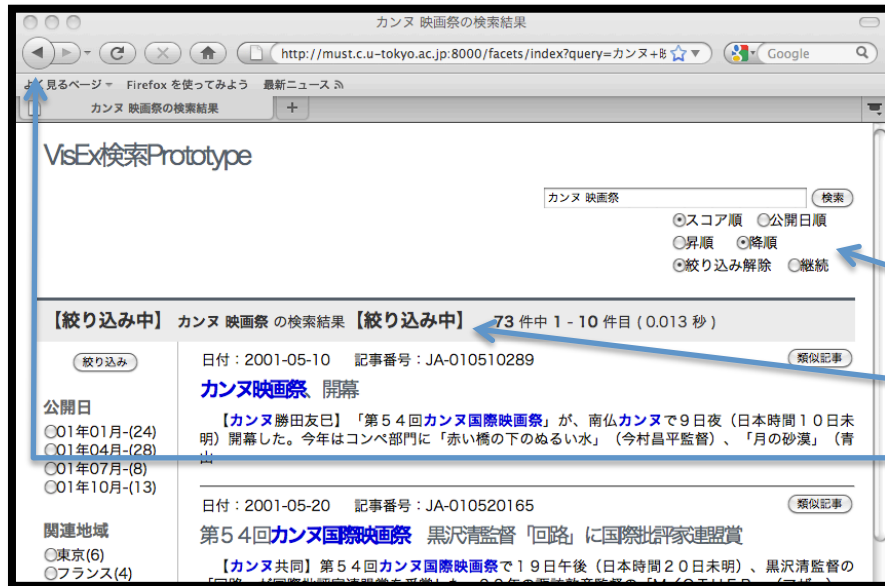 カンヌ 映画祭の検索結果
http://must.c.u-tokyo.ac.jp:8000/facets/index?query=カンヌ+
Google
よく見るページ Firefox を使ってみよう 最新ニュース
カンヌ 映画祭の検索結果 +
VisEx検索Prototype
カンヌ 映画祭 検索
スコア順 公開日順
昇順 降順
絞り込み解除 継続
【絞り込み中】 カンヌ 映画祭 の検索結果【絞り込み中】 73 件中 1 - 10 件目 ( 0.013 秒 )
絞り込み
公開日
01年01月-(24)
01年04月-(28)
01年07月-(8)
01年10月-(13)
関連地域
東京(6)
フランス(4)
日付：2001-05-10 記事番号：JA-010510289 類似記事
カンヌ映画祭、開幕
【カンヌ勝田友巳】「第５４回カンヌ国際映画祭」が、南仏カンヌで９日夜（日本時間１０日未
明）開幕した。今年はコンペ部門に「赤い橋の下のぬるい水」（今村昌平監督）、「月の砂漠」（青
山
日付：2001-05-20 記事番号：JA-010520165 類似記事
第５４回カンヌ国際映画祭 黒沢清監督「回路」に国際批評家連盟賞
【カンヌ共同】第５４回カンヌ国際映画祭で１９日午後（日本時間２０日未明）、黒沢清監督の